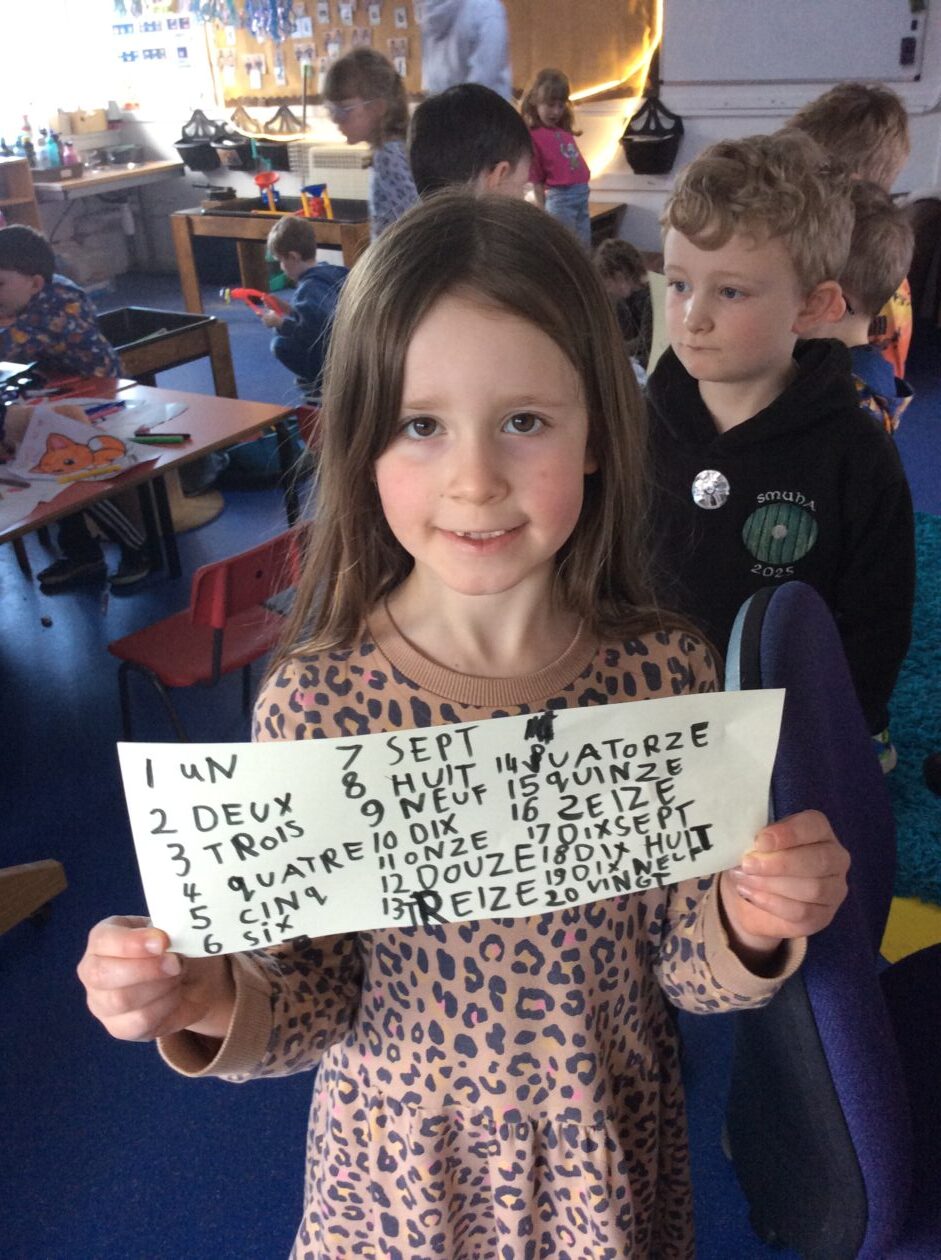 1 uN
2 DEUX
3 TROIS
4 qUATRE
5 CINq
6 SIX
7 SEPT
8 HUIT
9 NEUF
10 DIX
11 ONZE
12 DOUZE
13 TREIZE
14 qUATORZE
15 qUINZE
16 ZEIZE
17 DIXSEPT
18 DIX HUIT
19 DIX NEUF
20 VINGT
SMUHA
2025